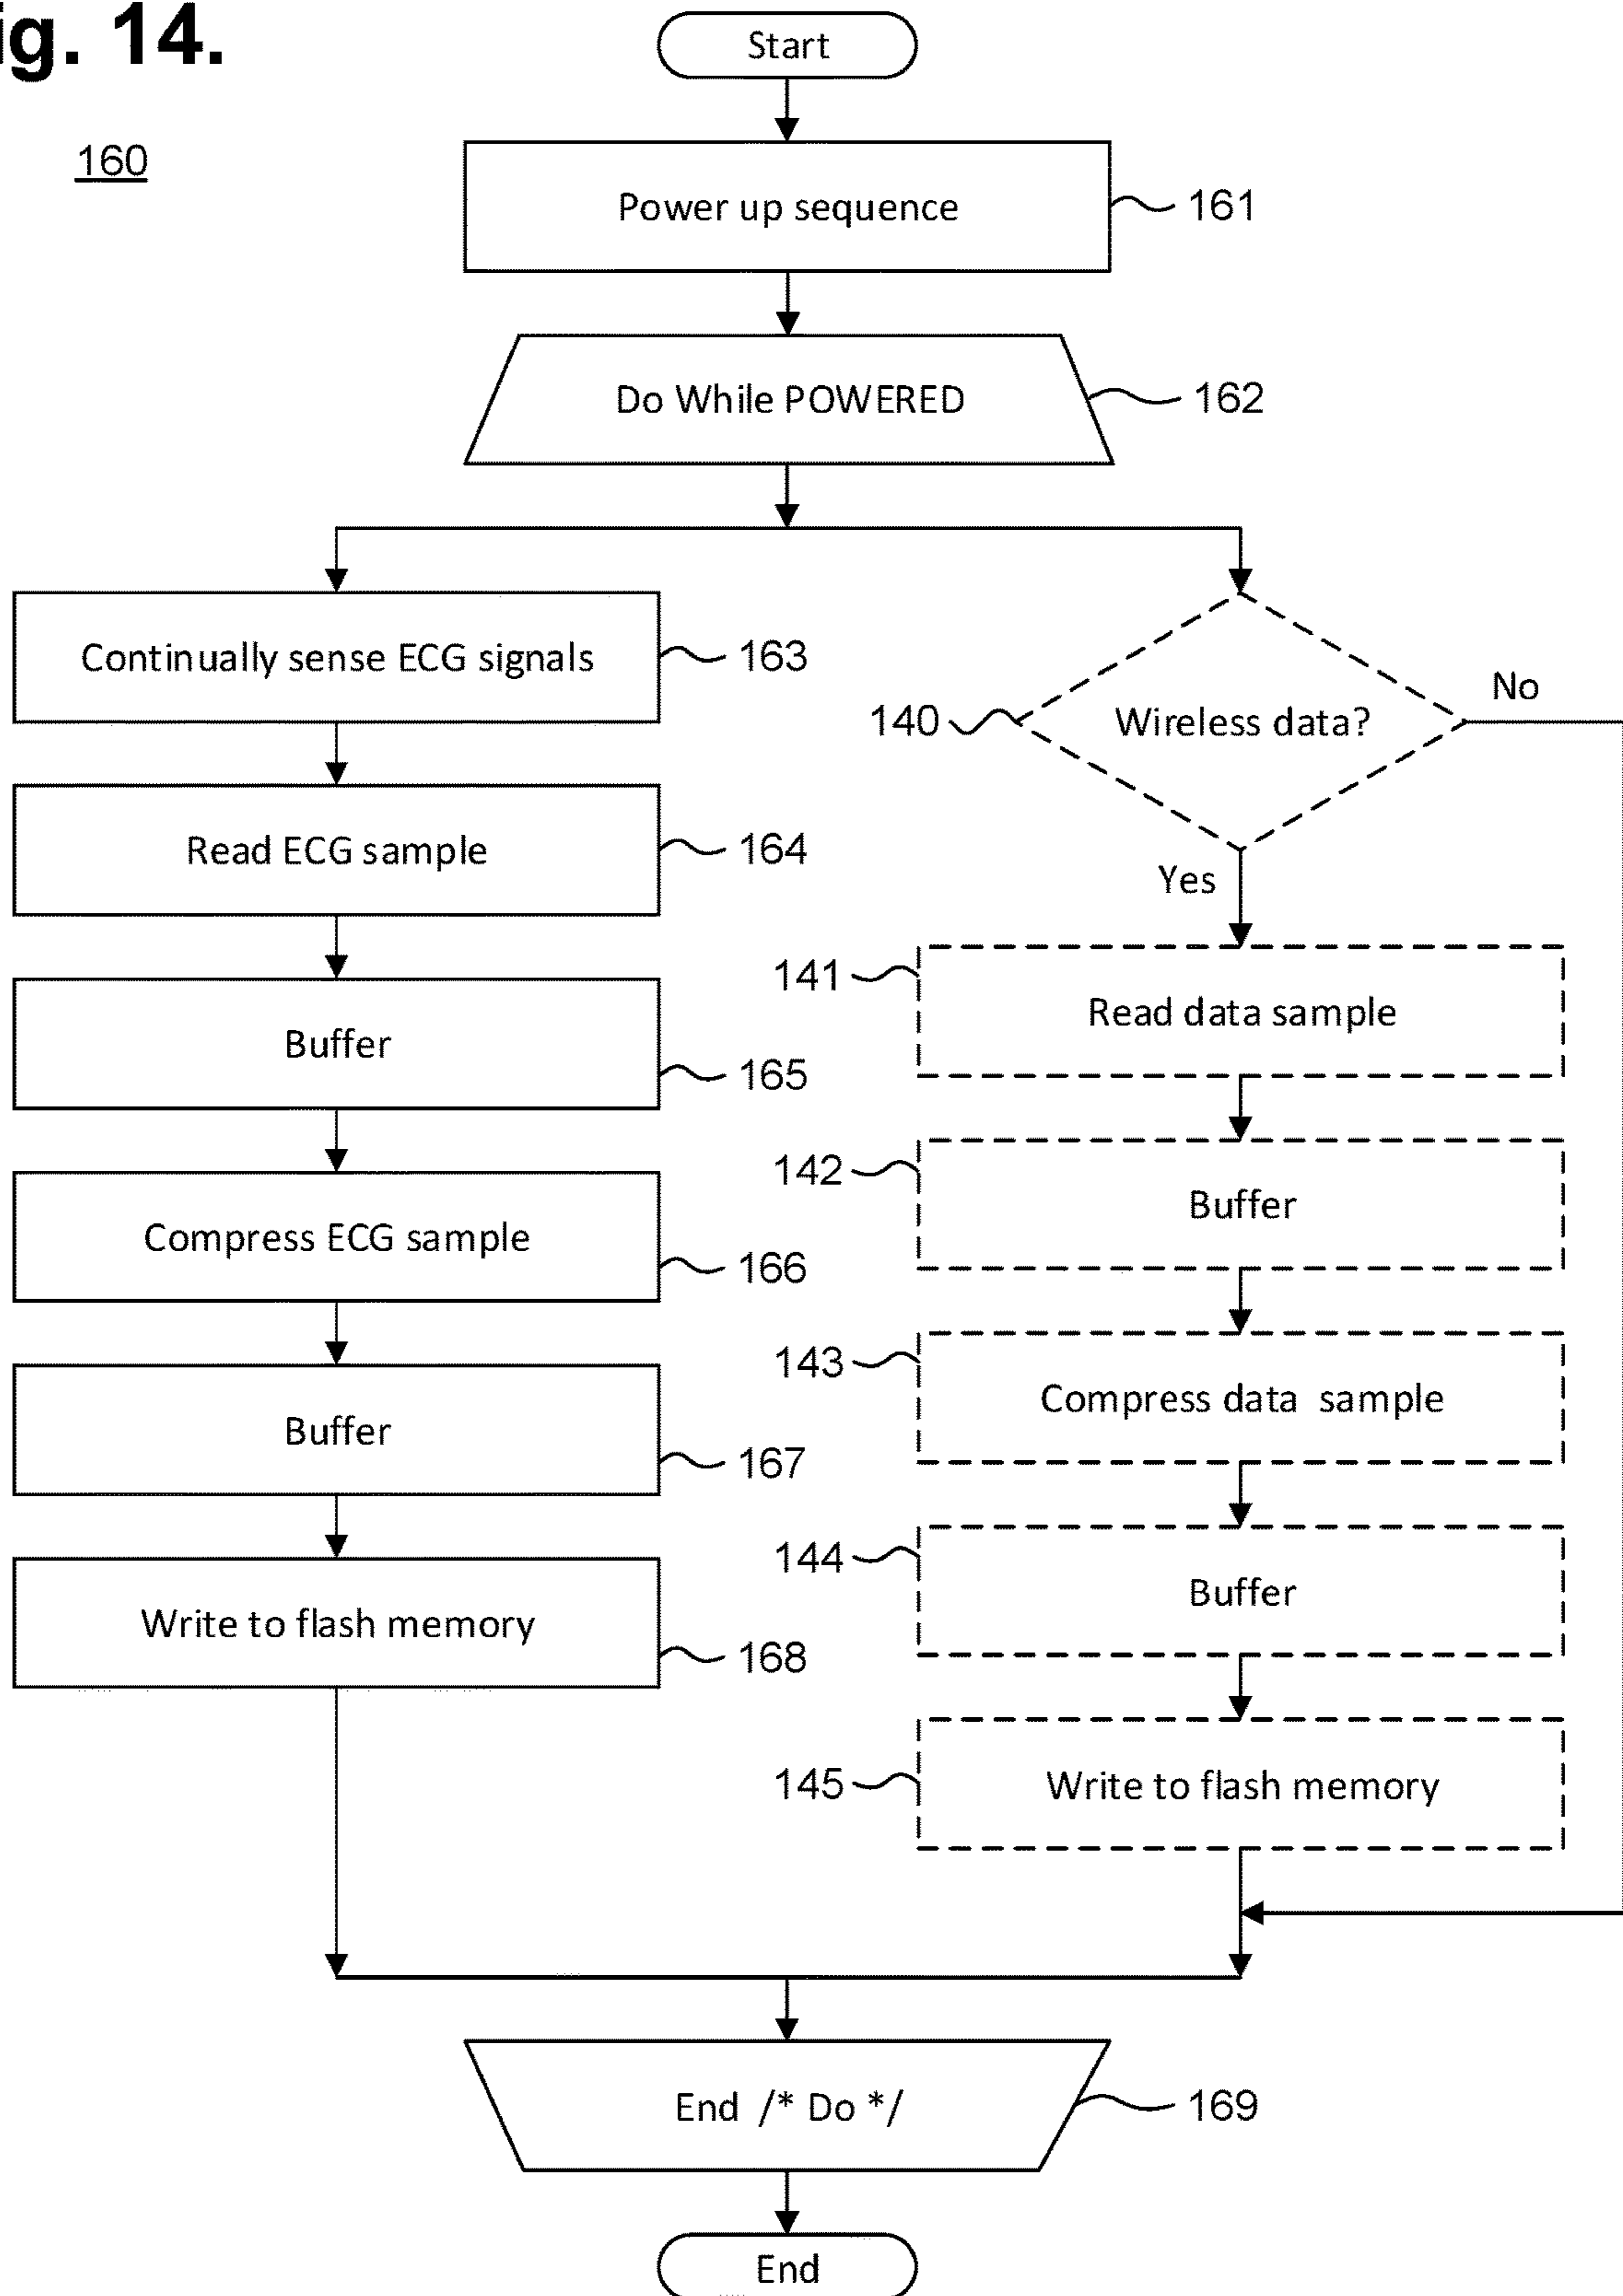 ig. 14.
160
Start
Power up sequence
161
Do While POWERED
162
Continually sense ECG signals
163
Read ECG sample
164
Buffer
165
Compress ECG sample
166
Buffer
167
Write to flash memory
168
140
Wireless data?
No
Yes
141
Read data sample
142
Buffer
143
Compress data sample
144
Buffer
145
Write to flash memory
End /* Do */
169
End